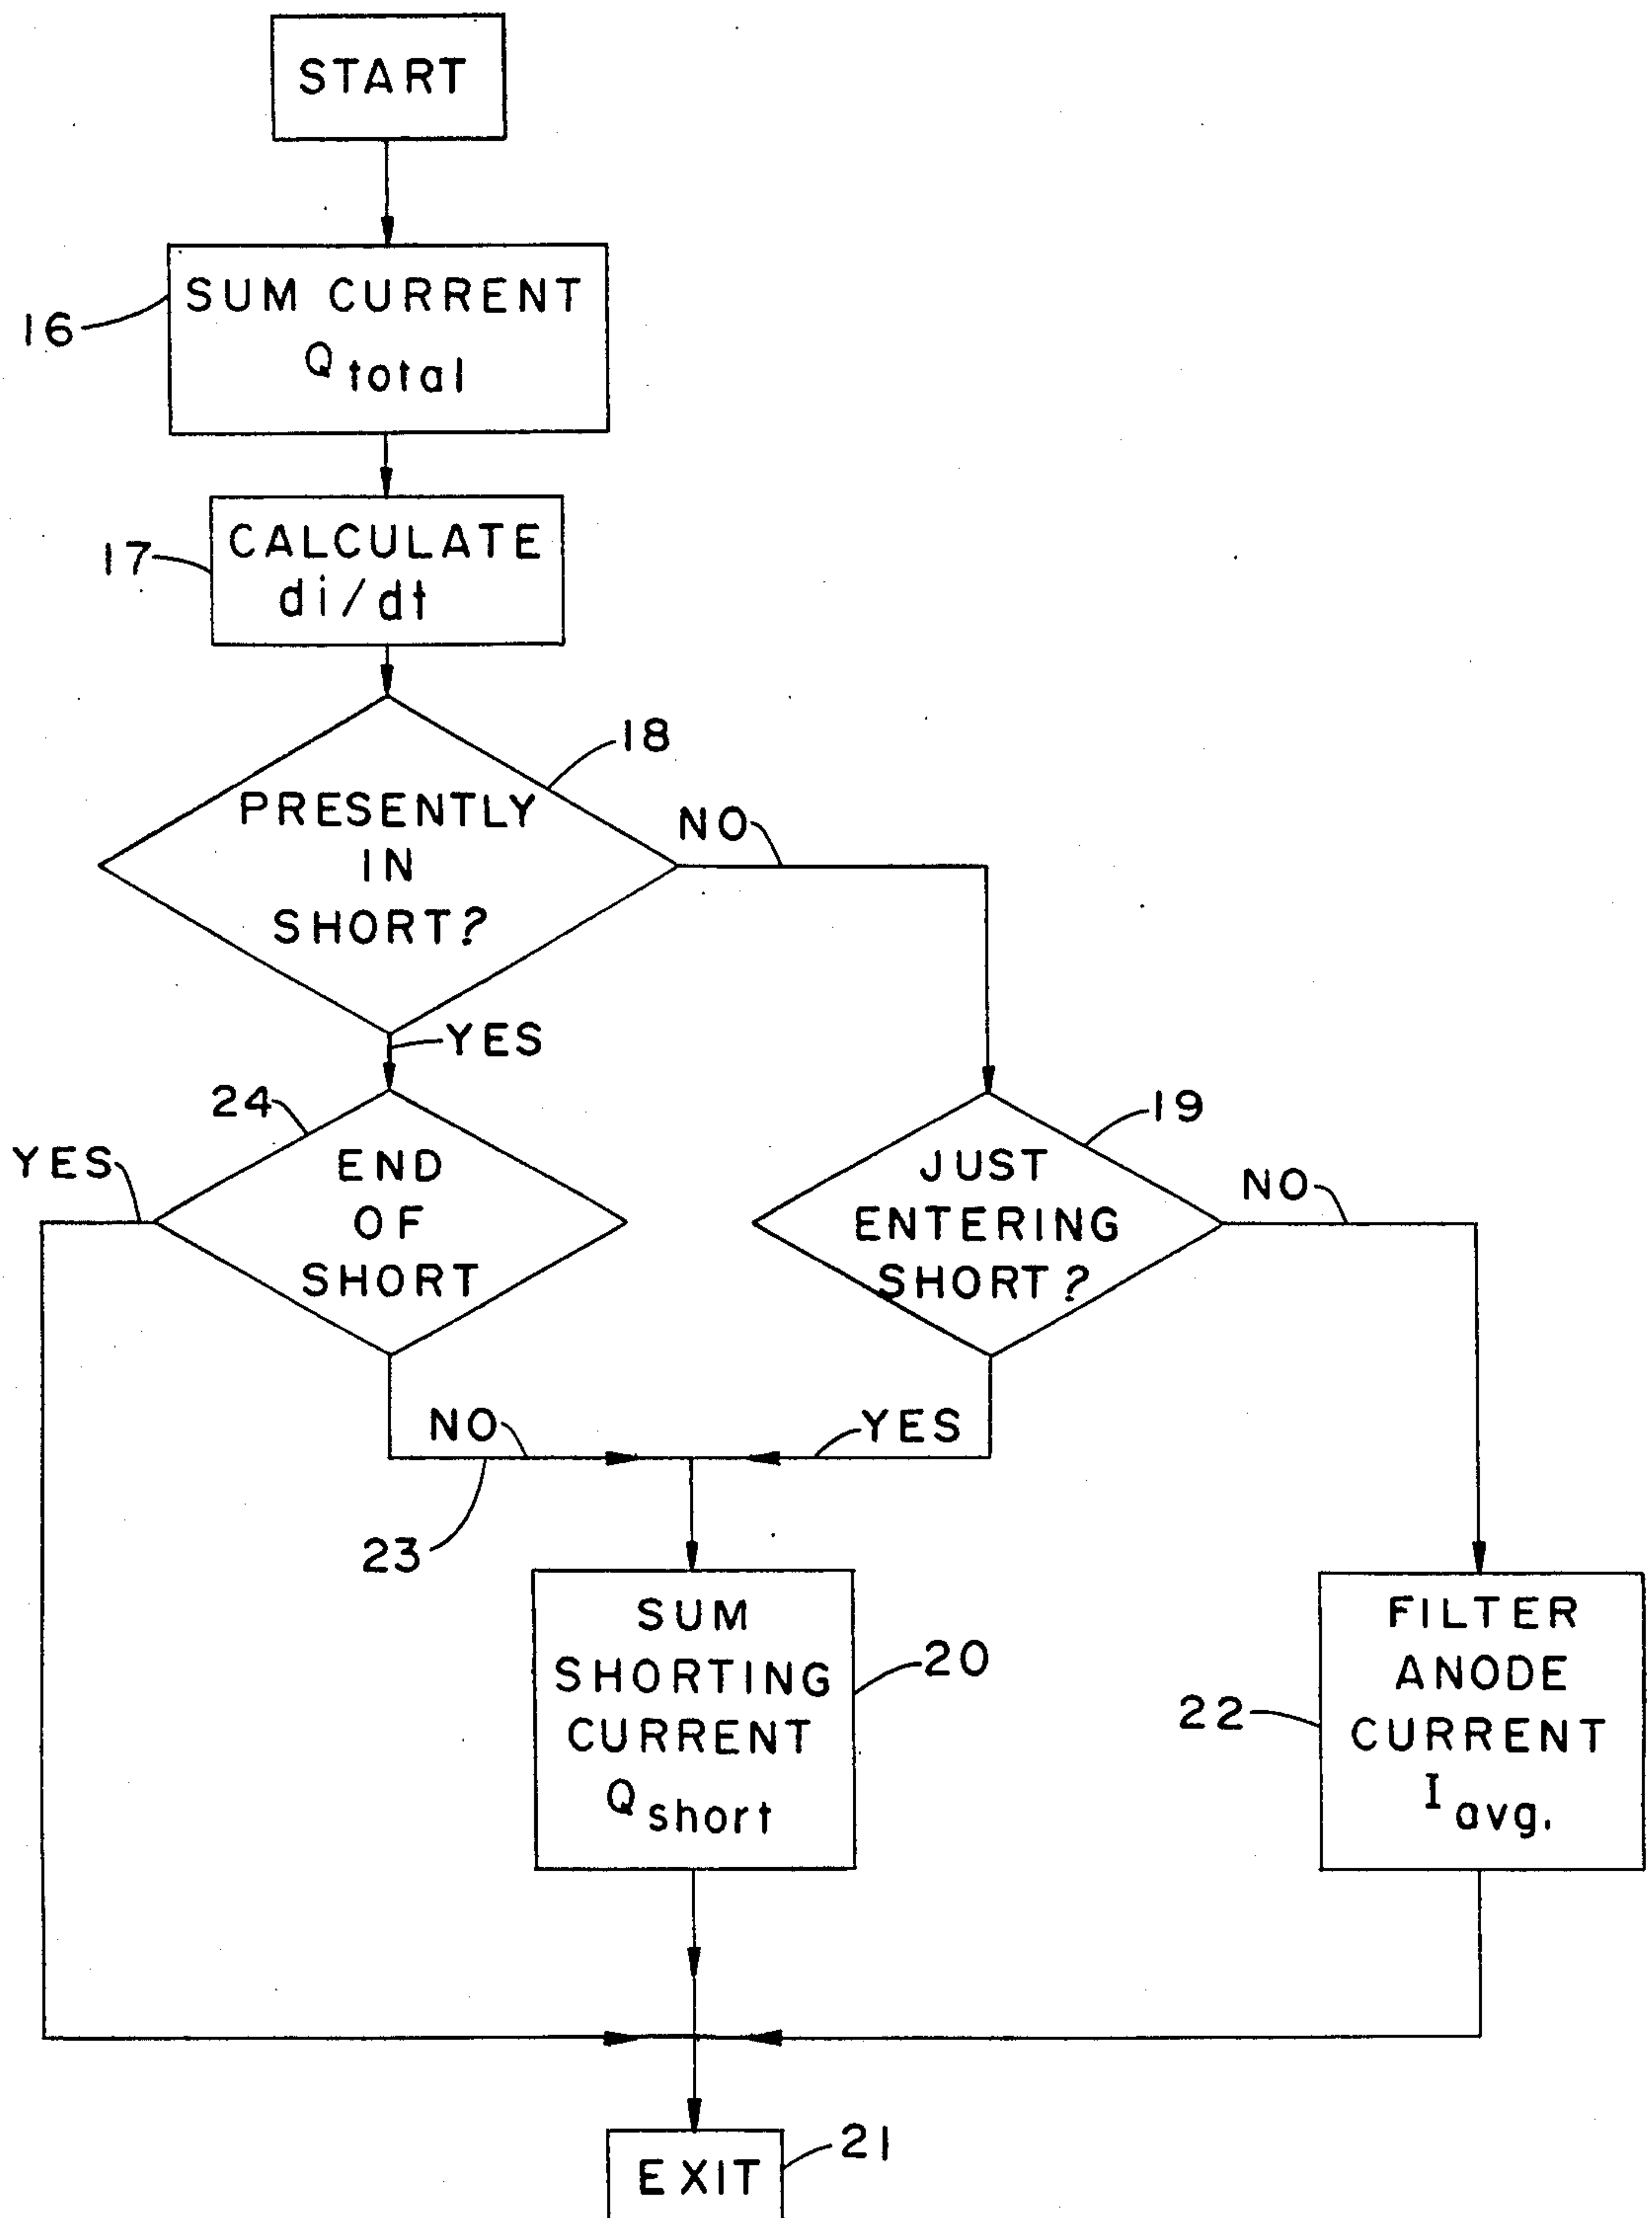 START
SUM CURRENT
Q total
16
CALCULATE
di/dt
17
18
PRESENTLY
IN
SHORT?
NO
YES
24
19
YES
END
OF
SHORT
JUST
ENTERING
SHORT?
NO
NO
YES
23
SUM
SHORTING
CURRENT
Q short
20
FILTER
ANODE
CURRENT
I avg.
22
21
EXIT